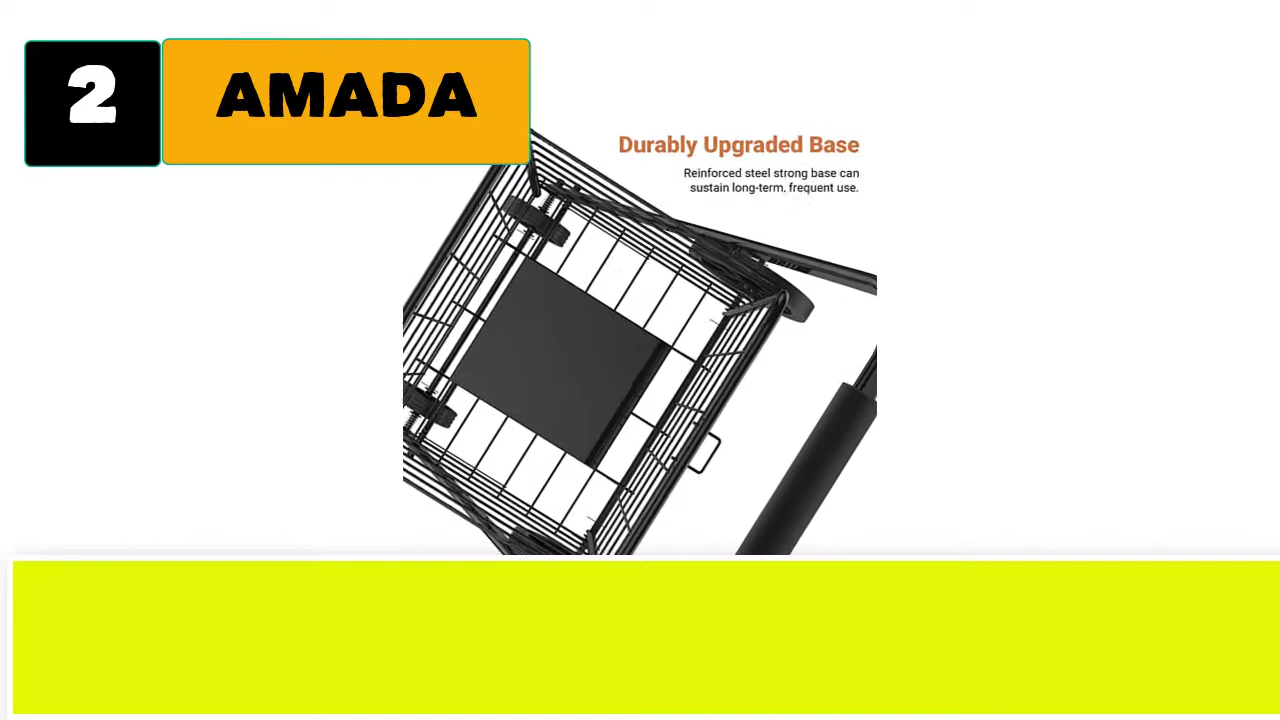 2
AMADA
Durably Upgraded Base
Reinforced steel strong base can
sustain long-term, frequent use.